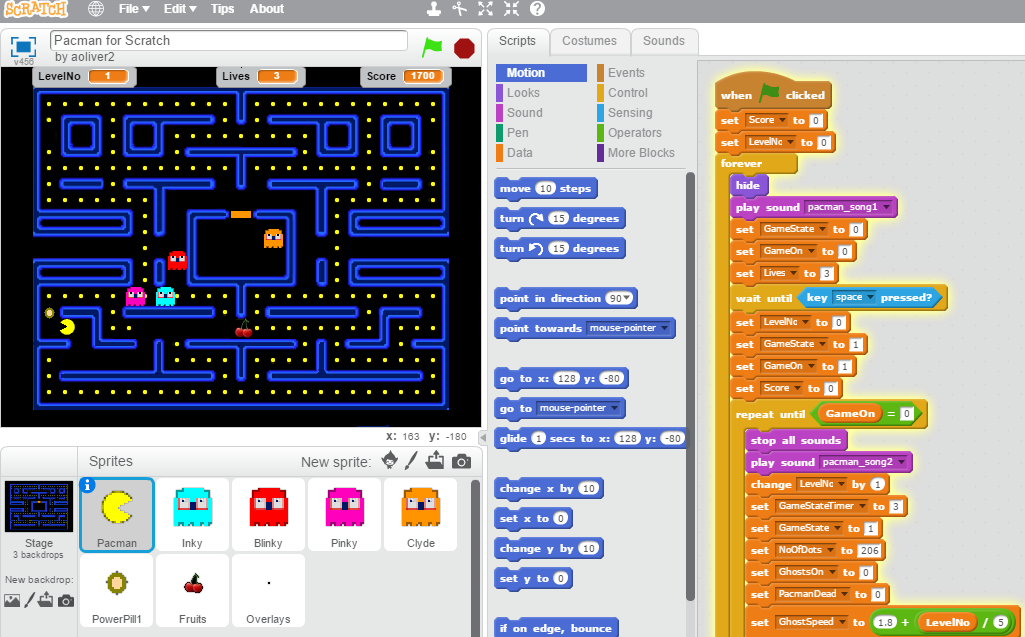 SCRATCH File Edit Tips About
v456 Pacman for Scratch
by aoliver2
LevelNo 1 Lives 3 Score 1700
x: 163 y: -180
Sprites New sprite:
Stage
3 backdrops
New backdrop:
Pacman Inky Blinky Pinky Clyde
PowerPill1 Fruits Overlays
Scripts Costumes Sounds
Motion Events
Looks Control
Sound Sensing
Pen Operators
Data More Blocks
move 10 steps
turn 15 degrees
turn 15 degrees
point in direction 90
point towards mouse-pointer
go to x: 128 y: -80
go to mouse-pointer
glide 1 secs to x: 128 y: -80
change x by 10
set x to 0
change y by 10
set y to 0
if on edge, bounce
when clicked
set Score to 0
set LevelNo to 0
forever
hide
play sound pacman_song1
set GameState to 0
set GameOn to 0
set Lives to 3
wait until key space pressed?
set LevelNo to 0
set GameState to 1
set GameOn to 1
set Score to 0
repeat until GameOn = 0
stop all sounds
play sound pacman_song2
change LevelNo by 1
set GameStateTimer to 3
set GameState to 1
set NoOfDots to 206
set GhostsOn to 0
set PacmanDead to 0
set GhostSpeed to 1.8 + LevelNo / 5